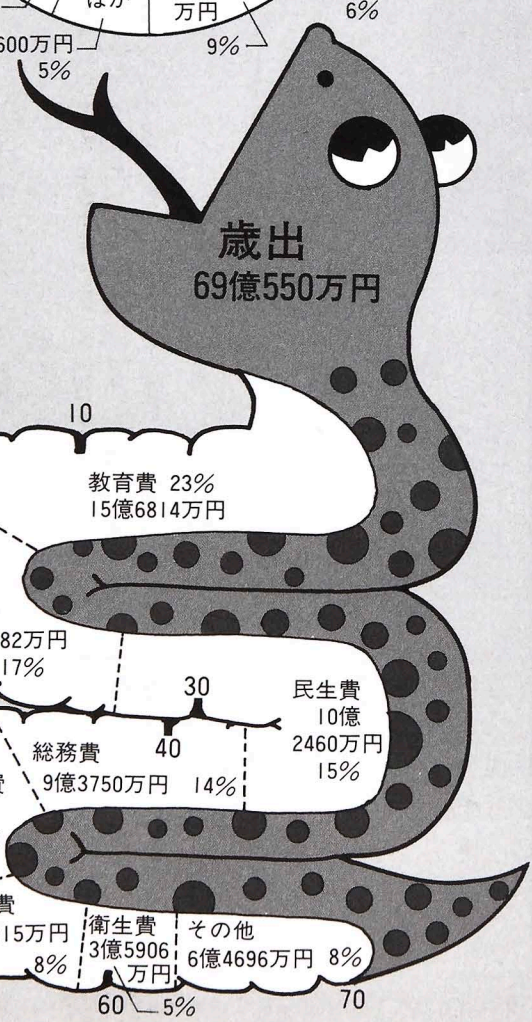 ほか
万円
6%
600万円
5%
9%
歳出
69億550万円
10
教育費 23%
15億6814万円
82万円
17%
30
民生費
10億
2460万円
15%
40
総務費
9億3750万円 14%
費
費
15万円
8%
衛生費
3億5906
万円
5%
その他
6億4696万円 8%
60
70